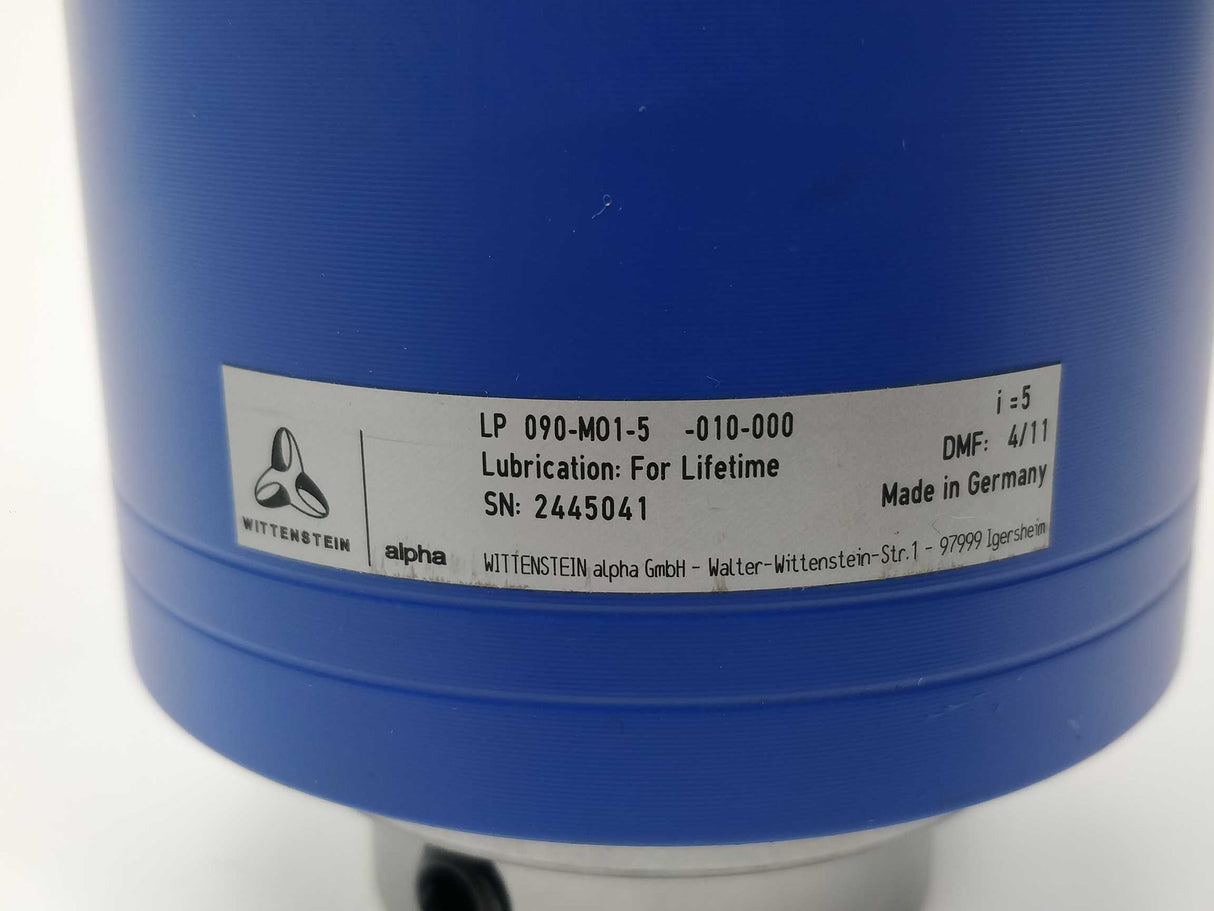 WITTENSTEIN
alpha
LP 090-MO1-5 -010-000
i =5
Lubrication: For Lifetime
DMF: 4/11
SN: 2445041
Made in Germany
WITTENSTEIN alpha GmbH - Walter-Wittenstein-Str.1 - 97999 Igersheim